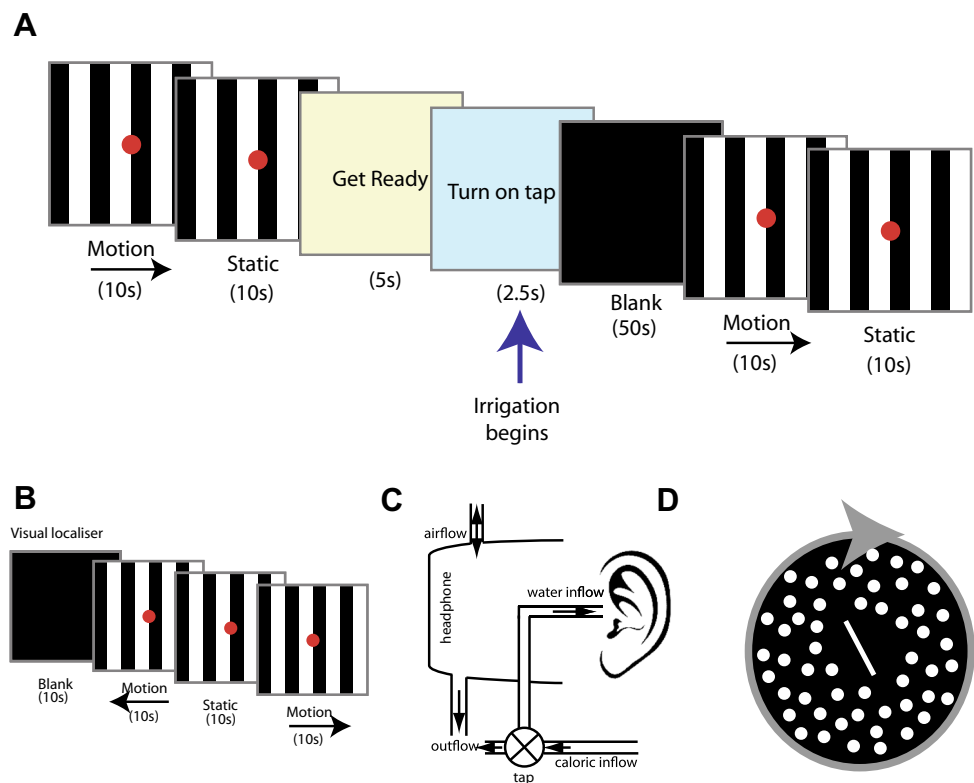 A
Motion
(10s)
Static
(10s)
Get Ready
(5s)
Turn on tap
(2.5s)
Irrigation
begins
Blank
(50s)
Motion
(10s)
Static
(10s)
B
Visual localiser
Blank
(10s)
Motion
(10s)
Static
(10s)
Motion
(10s)
C
airflow
headphone
water inflow
outflow
caloric inflow
tap
D